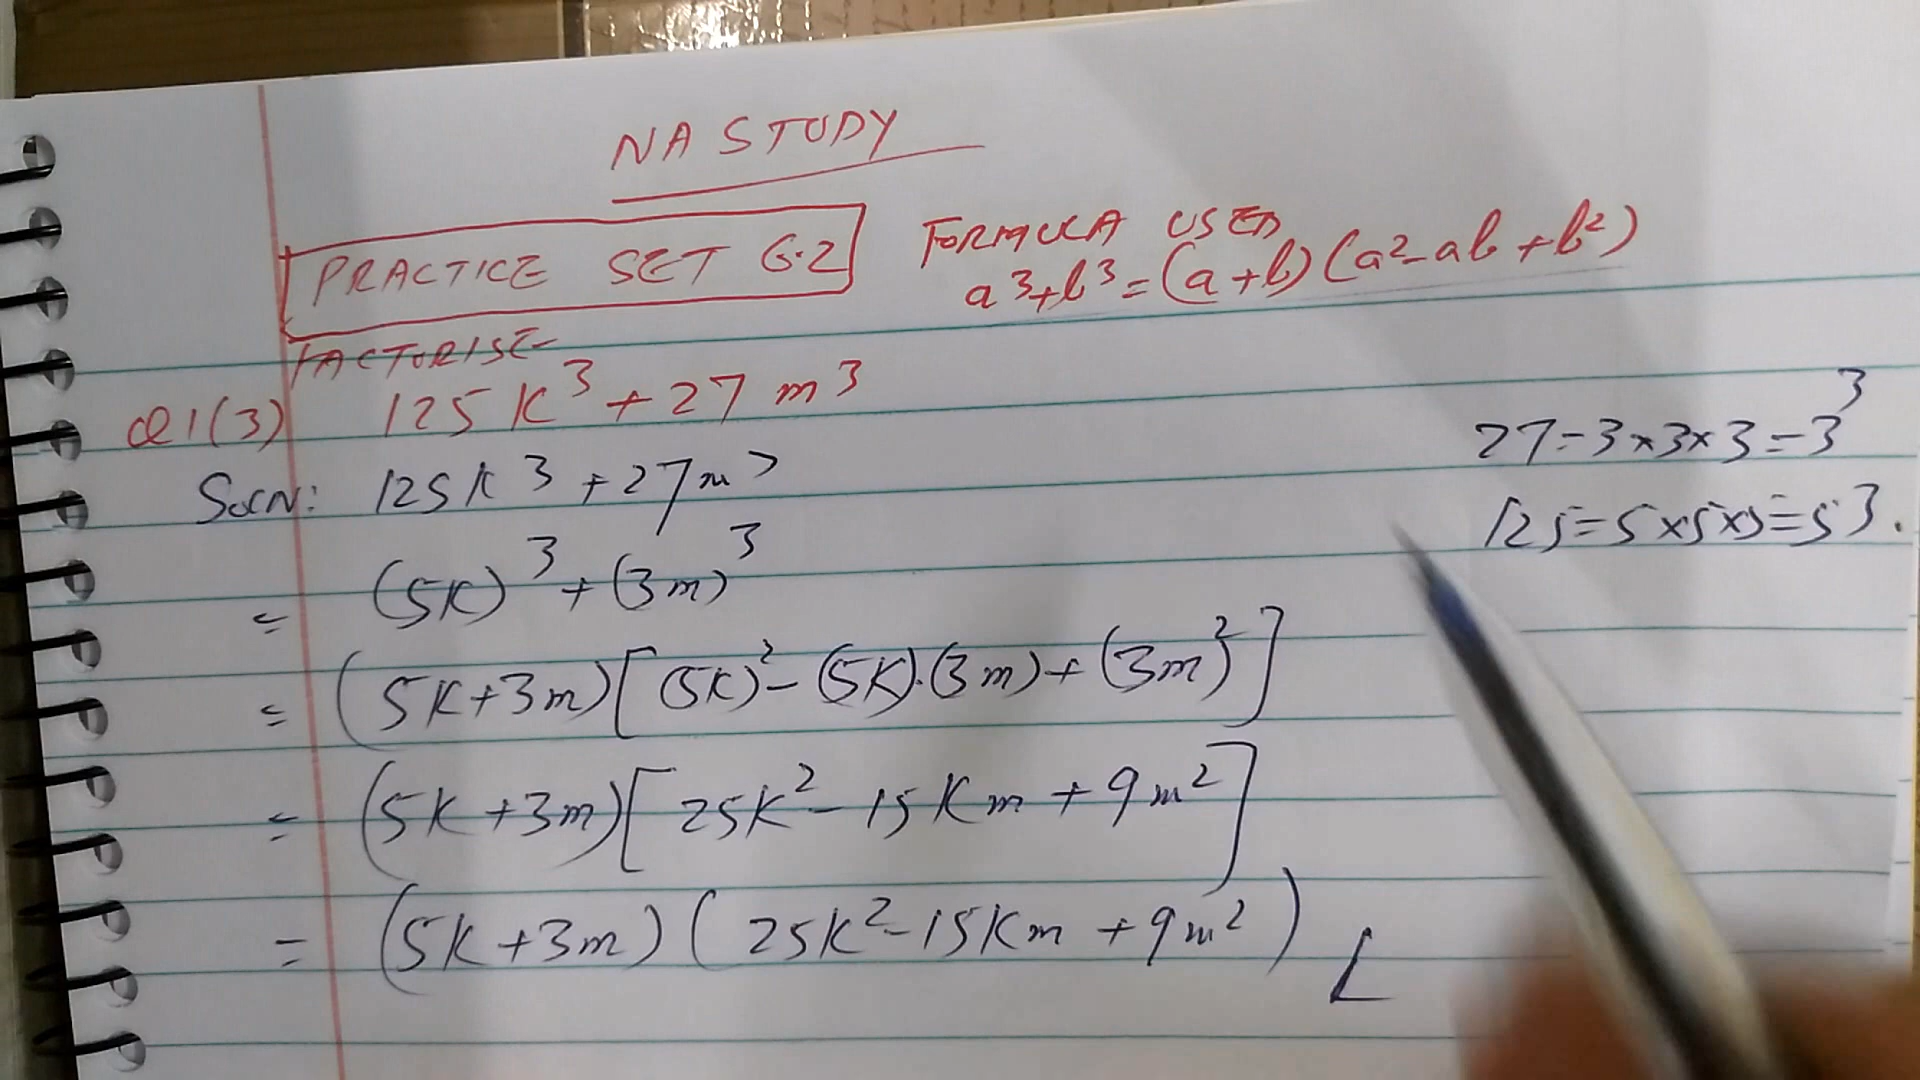 NA STUDY
PRACTICE SET 6.2
FORMULA USED
a³+b³=(a+b)(a²-ab+b²)
FACTORISE
Q1(3) 125K³+27m³
SOLN: 125K³+27m³
= (5K)³+(3m)³
= (5K+3m)[(5K)²-(5K).(3m)+(3m)²]
= (5K+3m)[25K²-15Km+9m²]
= (5K+3m)(25K²-15Km+9m²)
27=3×3×3=3³
125=5×5×5=5³.